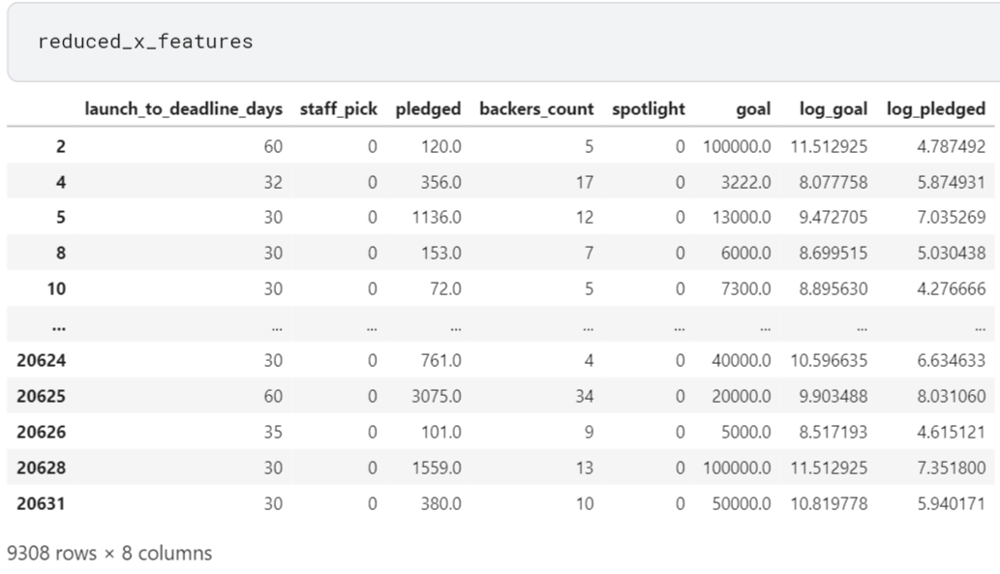 reduced_x_features
launch_to_deadline_days staff_pick pledged backers_count spotlight goal log_goal log_pledged
2 60 0 120.0 5 0 100000.0 11.512925 4.787492
4 32 0 356.0 17 0 3222.0 8.077758 5.874931
5 30 0 1136.0 12 0 13000.0 9.472705 7.035269
8 30 0 153.0 7 0 6000.0 8.699515 5.030438
10 30 0 72.0 5 0 7300.0 8.895630 4.276666
... ... ... ... ... ... ... ... ...
20624 30 0 761.0 4 0 40000.0 10.596635 6.634633
20625 60 0 3075.0 34 0 20000.0 9.903488 8.031060
20626 35 0 101.0 9 0 5000.0 8.517193 4.615121
20628 30 0 1559.0 13 0 100000.0 11.512925 7.351800
20631 30 0 380.0 10 0 50000.0 10.819778 5.940171
9308 rows × 8 columns